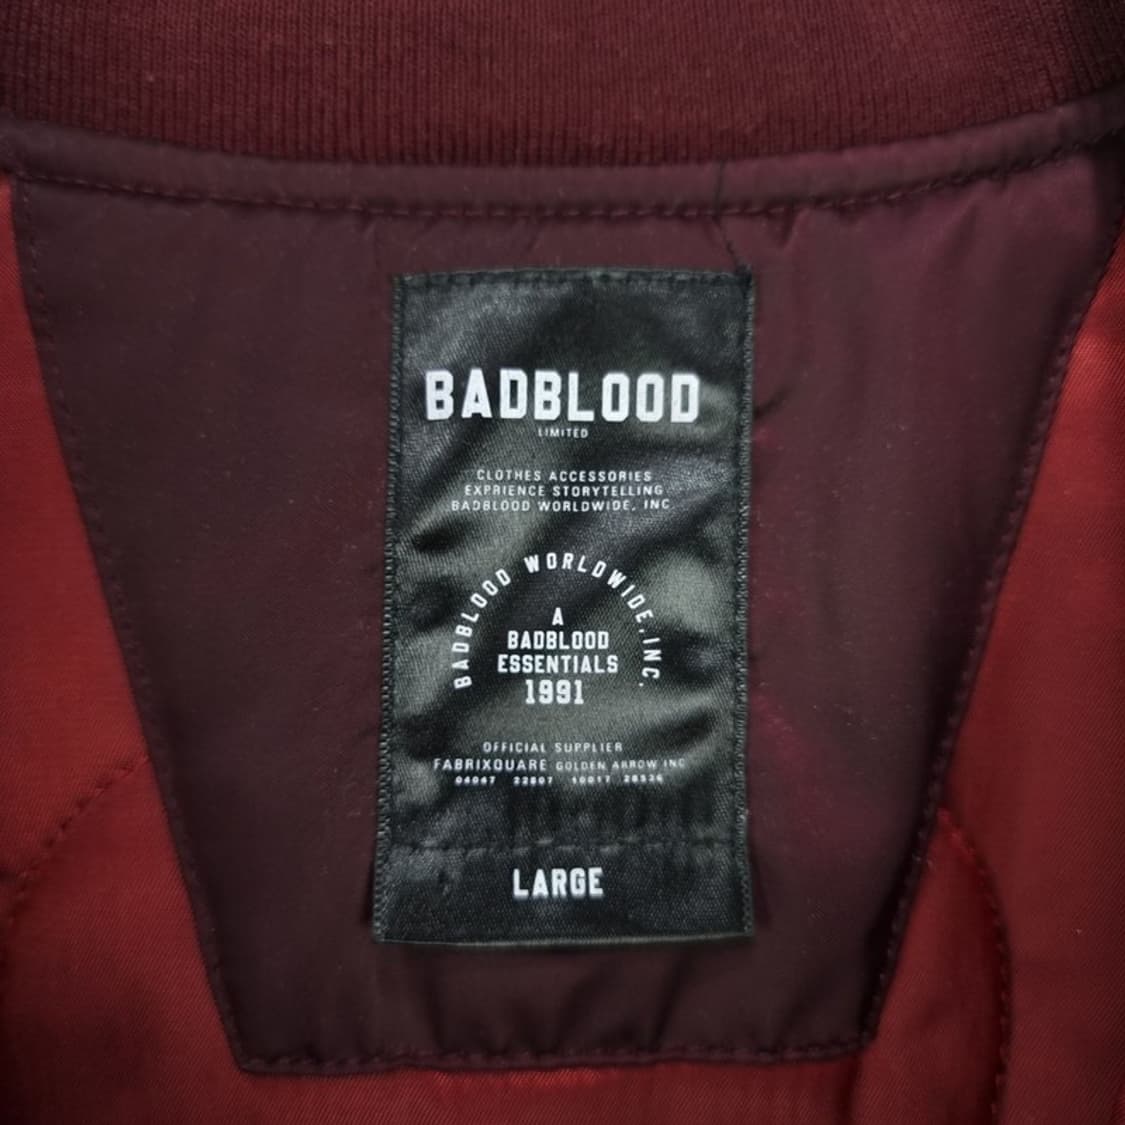 BADBLOOD
LIMITED
CLOTHES ACCESSORIES
EXPRIENCE STORYTELLING
BADBLOOD WORLDWIDE, INC
BADBLOOD WORLDWIDE, INC.
A
BADBLOOD
ESSENTIALS
1991
OFFICIAL SUPPLIER
FABRIXQUARE GOLDEN ARROW INC
04047 22807 10017 28526
LARGE